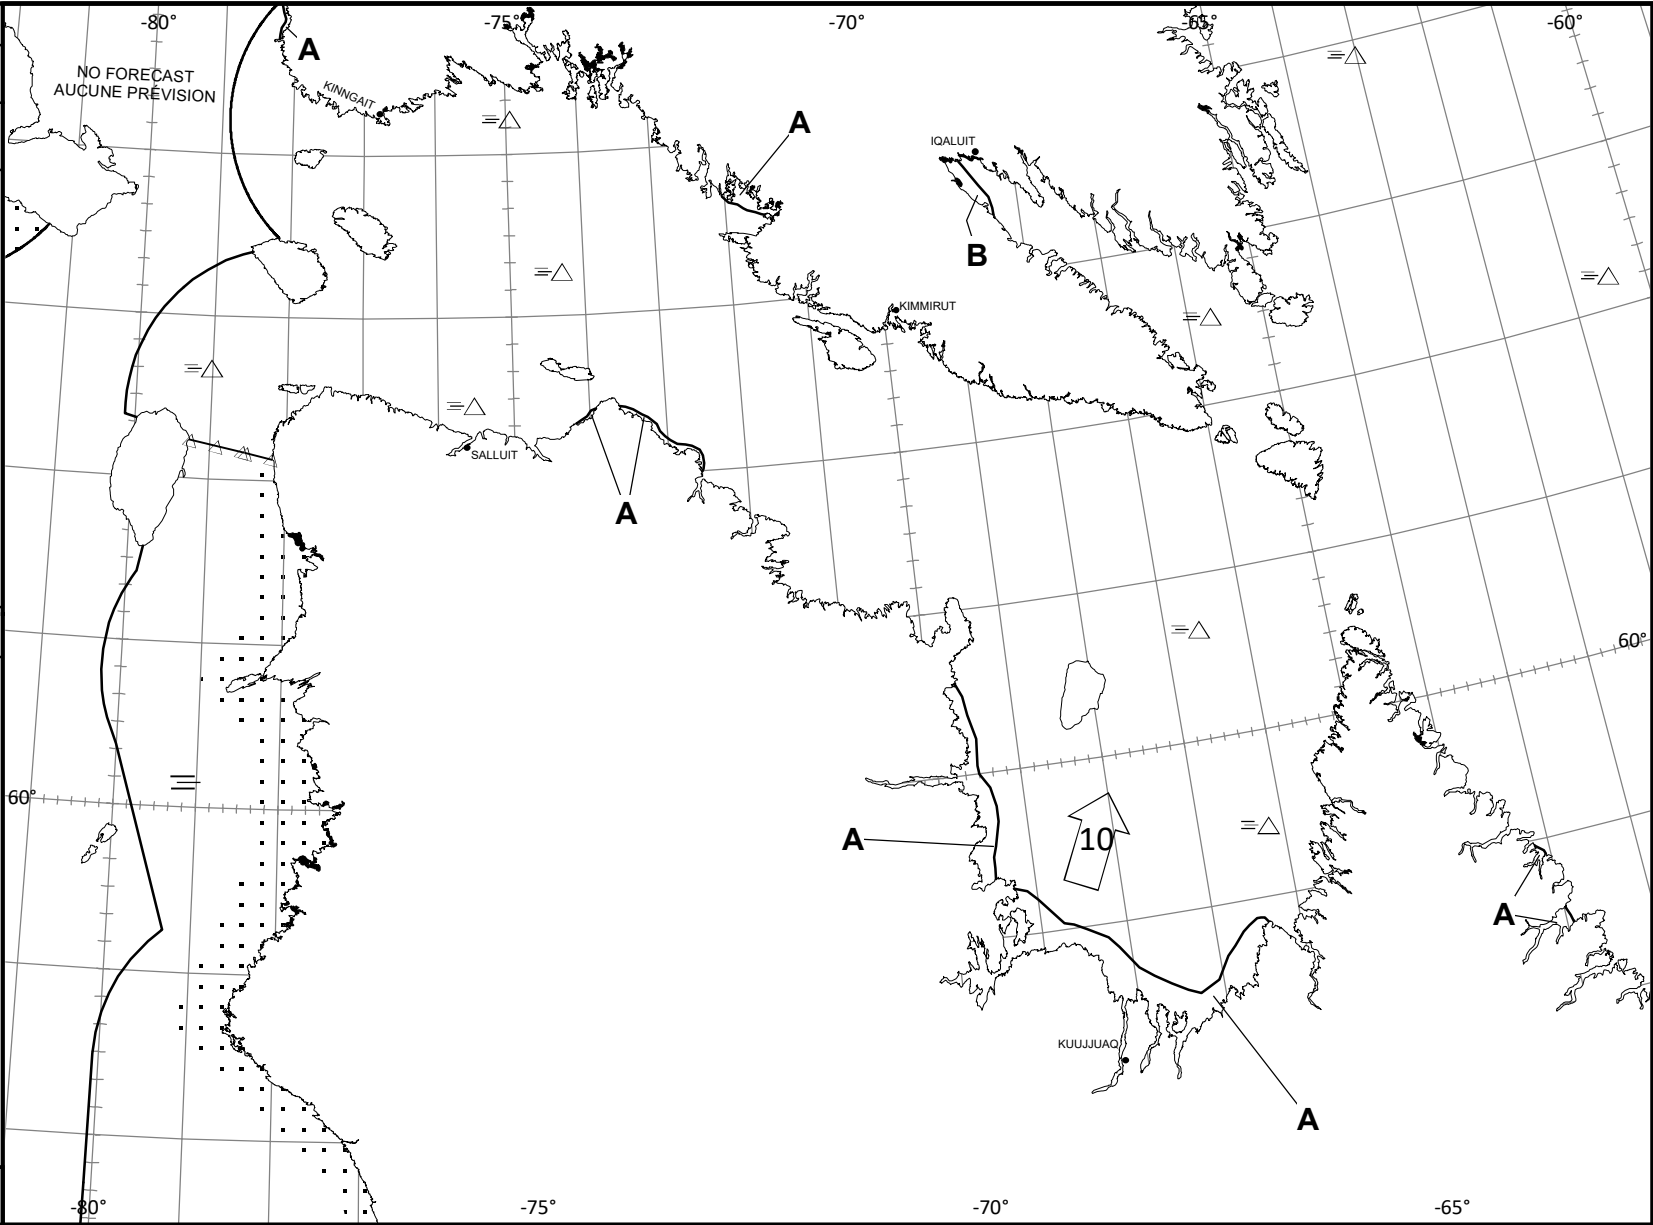 -80°
-75°
-70°
-65°
-60°
A
NO FORECAST
AUCUNE PRÉVISION
KINNGAIT
A
IQALUIT
B
KIMMIRUT
SALLUIT
A
60°
60°
10
A
A
KUUJJUAQ
A
-80°
-75°
-70°
-65°